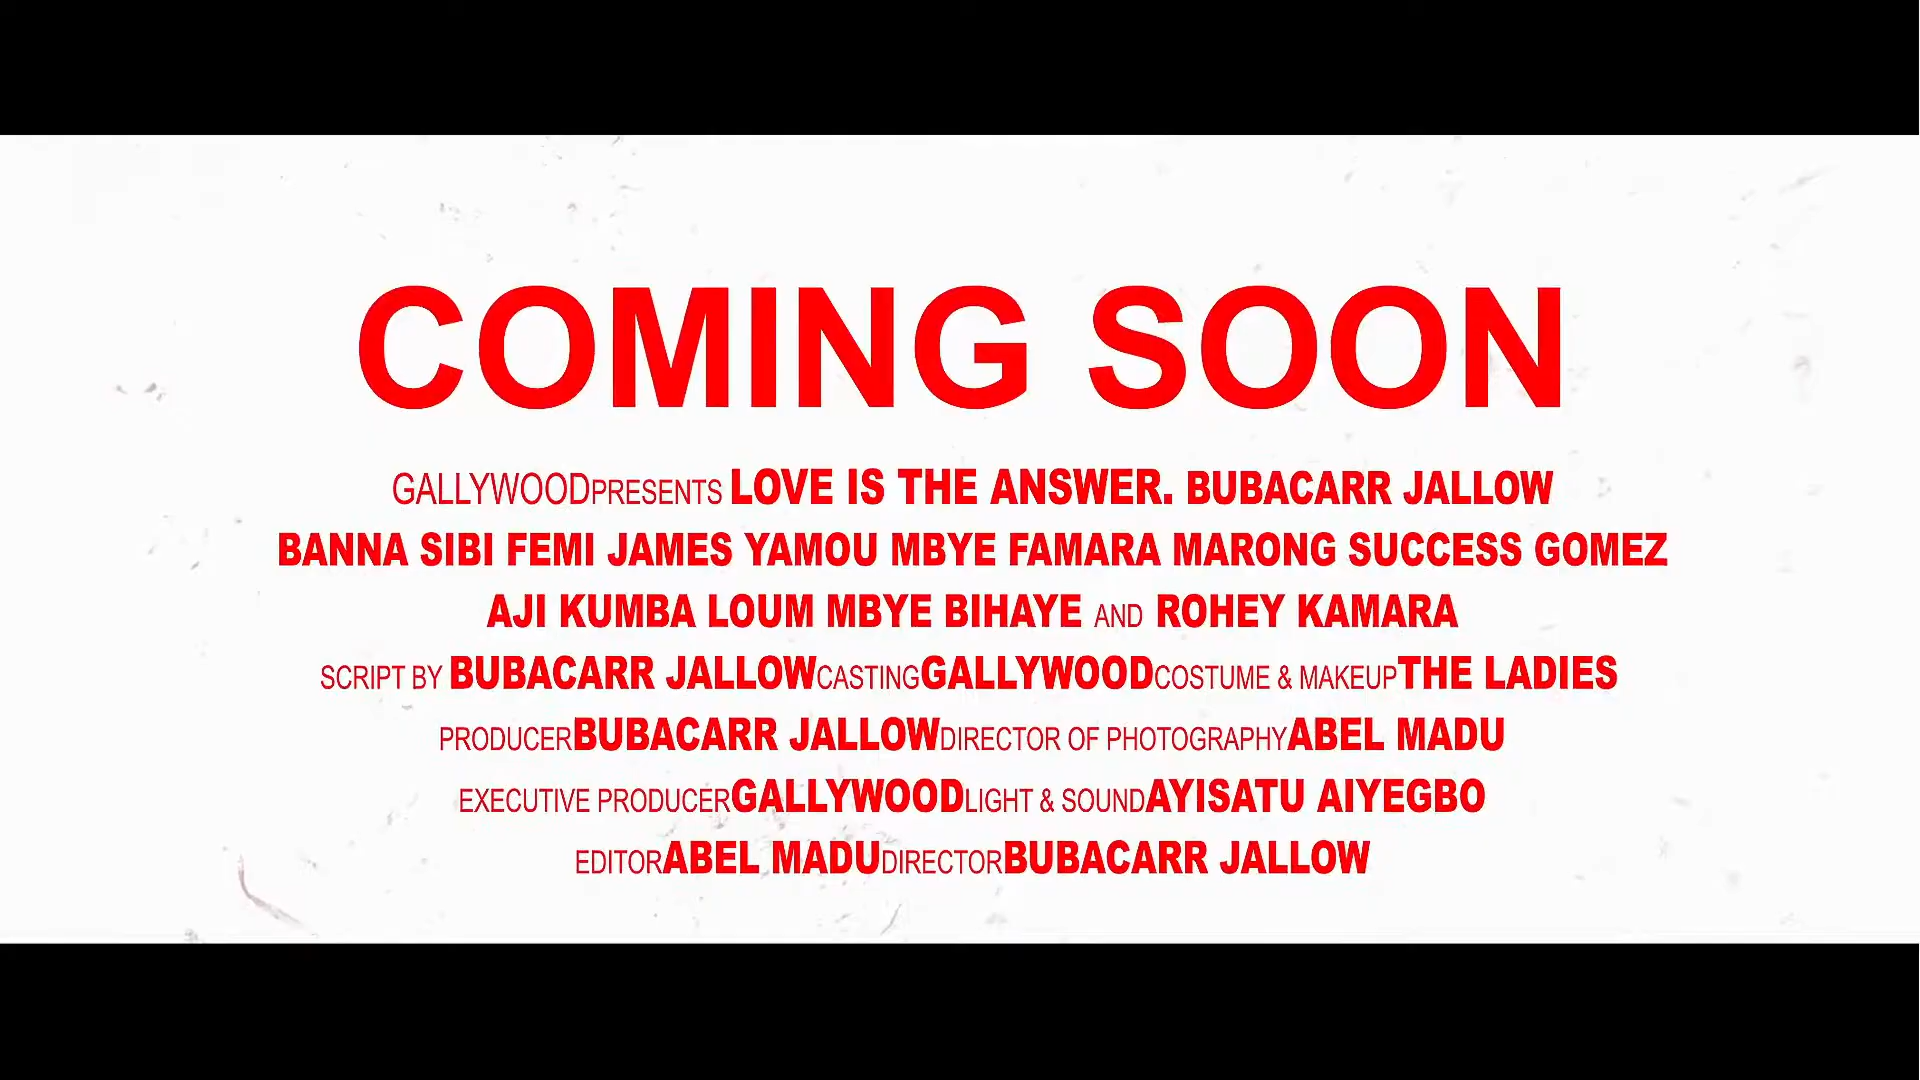 COMING SOON
GALLYWOODPRESENTS LOVE IS THE ANSWER. BUBACARR JALLOW
BANNA SIBI FEMI JAMES YAMOU MBYE FAMARA MARONG SUCCESS GOMEZ
AJI KUMBA LOUM MBYE BIHAYE AND ROHEY KAMARA
SCRIPT BY BUBACARR JALLOWCASTINGGALLYWOODCOSTUME & MAKEUPTHE LADIES
PRODUCERBUBACARR JALLOWDIRECTOR OF PHOTOGRAPHYABEL MADU
EXECUTIVE PRODUCERGALLYWOODLIGHT & SOUNDAYISATU AIYEGBO
EDITORABEL MADUDIRECTORBUBACARR JALLOW